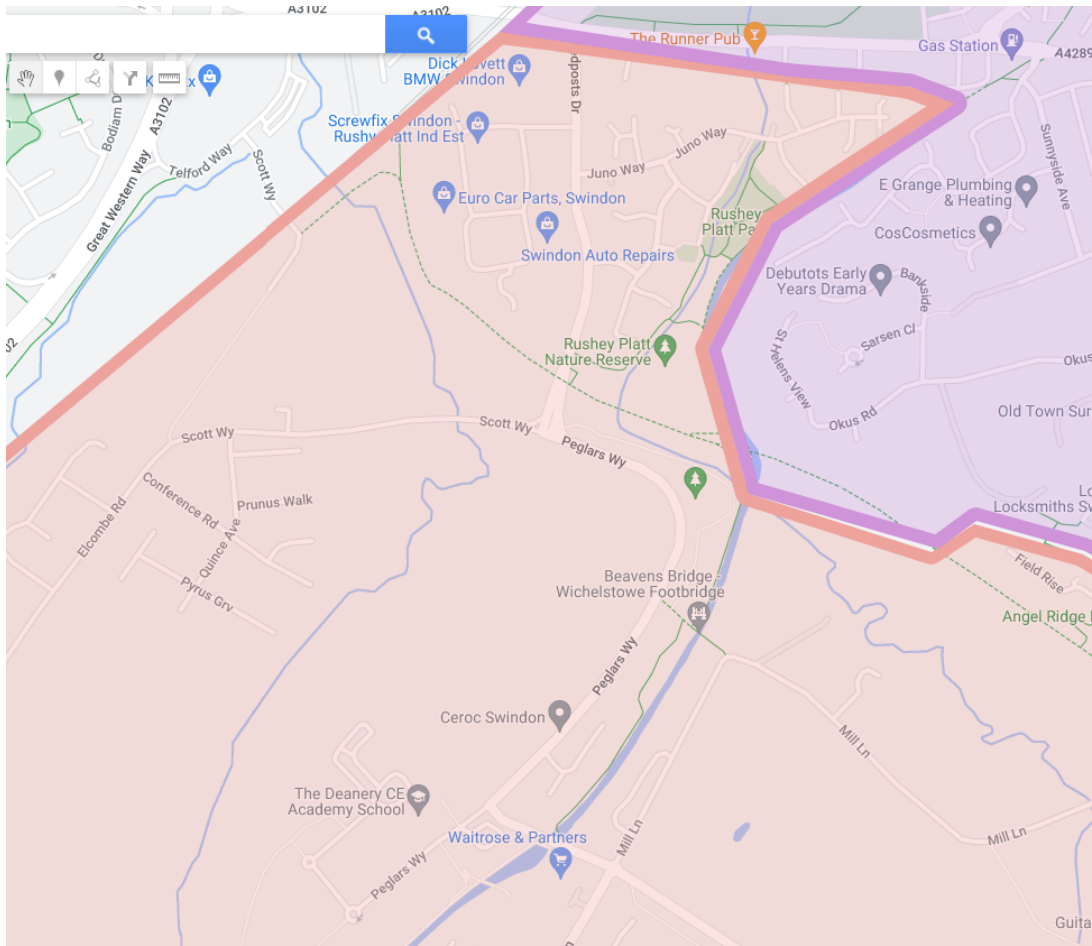 A3102
The Runner Pub
Gas Station
A4289
Dick Lovett
BMW Swindon
Bodiam D
A3102
Screwfix Swindon -
Rushy Platt Ind Est
Telford Way
Scott Wy
Juno Way
Juno Way
Sunnyside Ave
Great Western Way
Euro Car Parts, Swindon
E Grange Plumbing
& Heating
Rushey
CosCosmetics
Swindon Auto Repairs
Debutots Early
Years Drama
Bankside
Sarsen Cl
St Helens View
Rushey Platt
Nature Reserve
Okus
Okus Rd
Old Town Sur
Scott Wy
Scott Wy
Peglars Wy
Conference Rd
Elcombe Rd
Prunus Walk
Quince Ave
Locksmiths
Pyrus Grv
Field Rise
Beavens Bridge -
Wichelstowe Footbridge
Angel Ridge
Peglars Wy
Ceroc Swindon
Mill Ln
The Deanery CE
Academy School
Waitrose & Partners
Mill Ln
Mill Ln
Peglars Wy
Guita